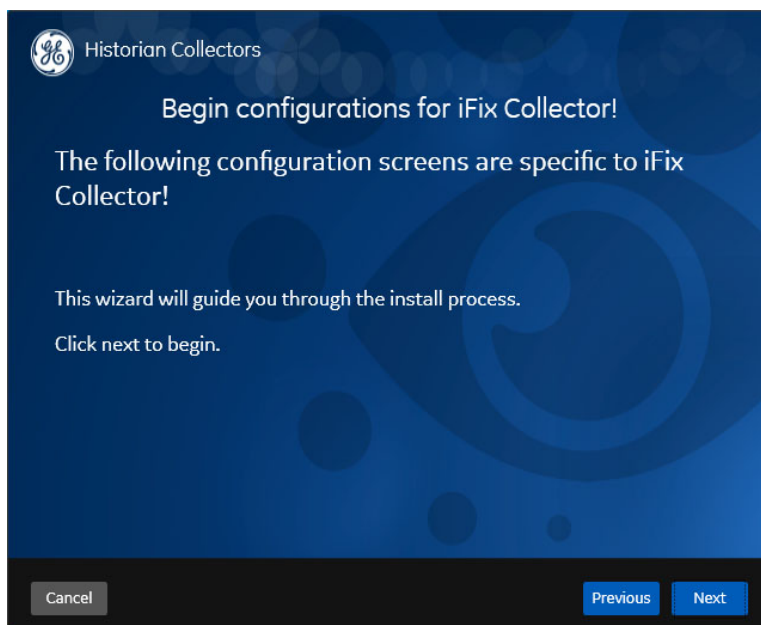 Historian Collectors
Begin configurations for iFix Collector!
The following configuration screens are specific to iFix
Collector!
This wizard will guide you through the install process.
Click next to begin.
Cancel
Previous
Next